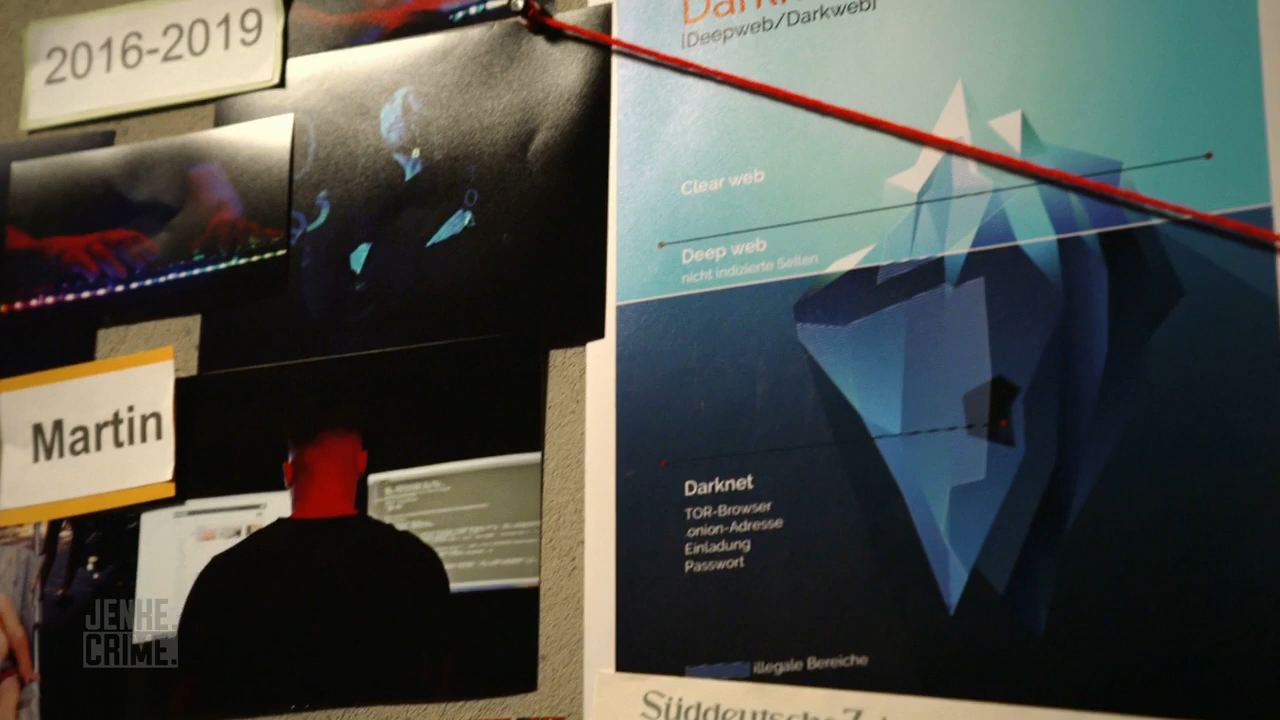 2016-2019
Martin
JENKE.
CRIME.
[Deepweb/Darkweb]
Clear web
Deep web
nicht indizierte Seiten
Darknet
TOR-Browser
.onion-Adresse
Einladung
Passwort
illegale Bereiche
Süddeutsche